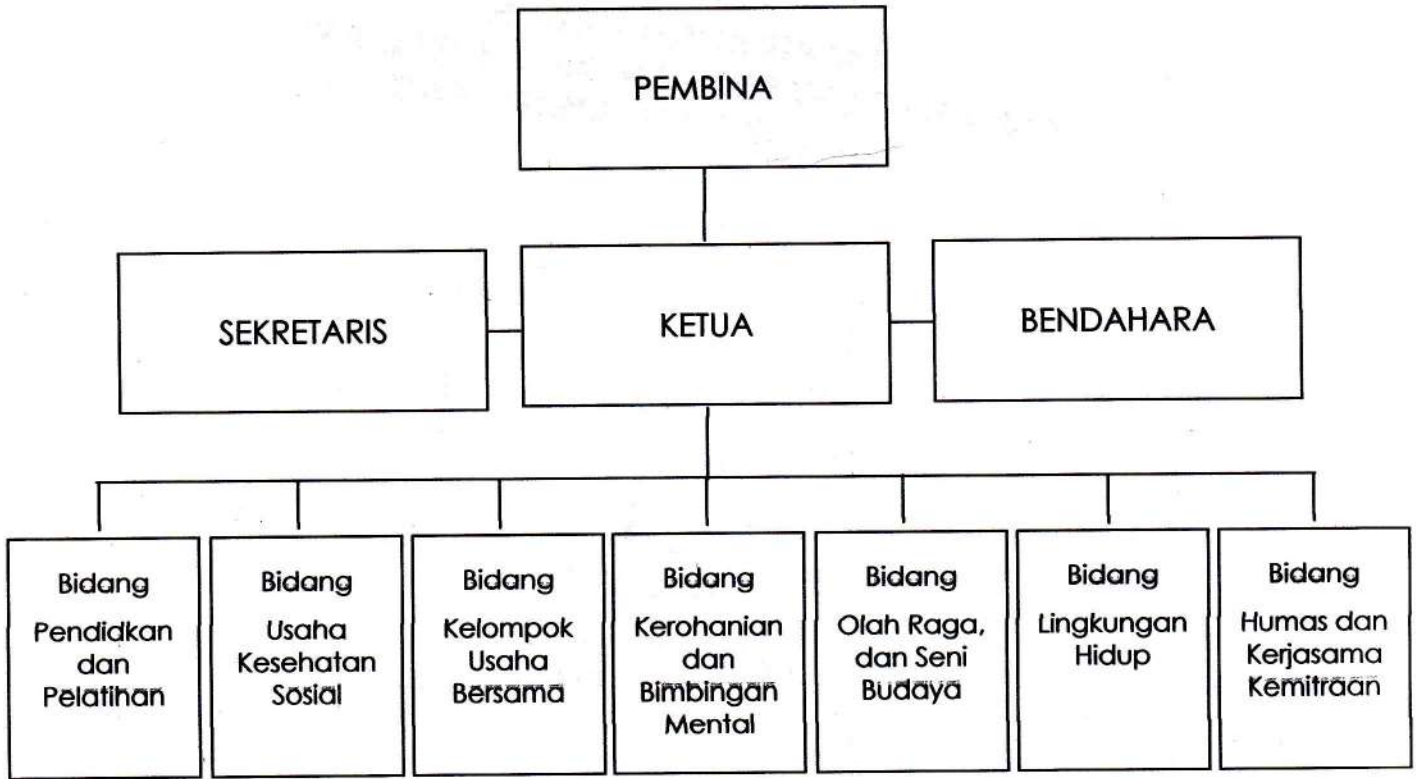 PEMBINA
SEKRETARIS
KETUA
BENDAHARA
Bidang
Pendidkan
dan
Pelatihan
Bidang
Usaha
Kesehatan
Sosial
Bidang
Kelompok
Usaha
Bersama
Bidang
Kerohanian
dan
Bimbingan
Mental
Bidang
Olah Raga,
dan Seni
Budaya
Bidang
Lingkungan
Hidup
Bidang
Humas dan
Kerjasama
Kemitraan